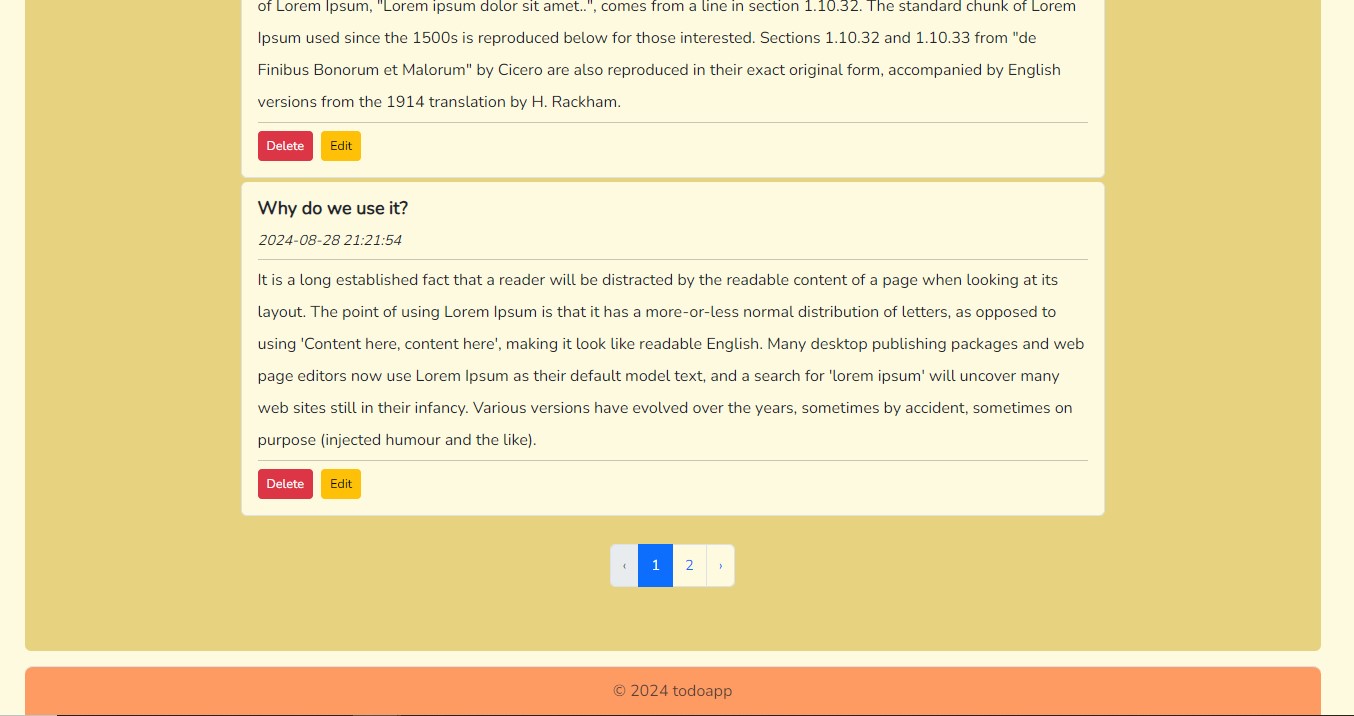 of Lorem Ipsum, "Lorem ipsum dolor sit amet..", comes from a line in section 1.10.32. The standard chunk of Lorem
Ipsum used since the 1500s is reproduced below for those interested. Sections 1.10.32 and 1.10.33 from "de
Finibus Bonorum et Malorum" by Cicero are also reproduced in their exact original form, accompanied by English
versions from the 1914 translation by H. Rackham.
Delete Edit
Why do we use it?
2024-08-28 21:21:54
It is a long established fact that a reader will be distracted by the readable content of a page when looking at its
layout. The point of using Lorem Ipsum is that it has a more-or-less normal distribution of letters, as opposed to
using 'Content here, content here', making it look like readable English. Many desktop publishing packages and web
page editors now use Lorem Ipsum as their default model text, and a search for 'lorem ipsum' will uncover many
web sites still in their infancy. Various versions have evolved over the years, sometimes by accident, sometimes on
purpose (injected humour and the like).
Delete Edit
‹ 1 2 ›
© 2024 todoapp